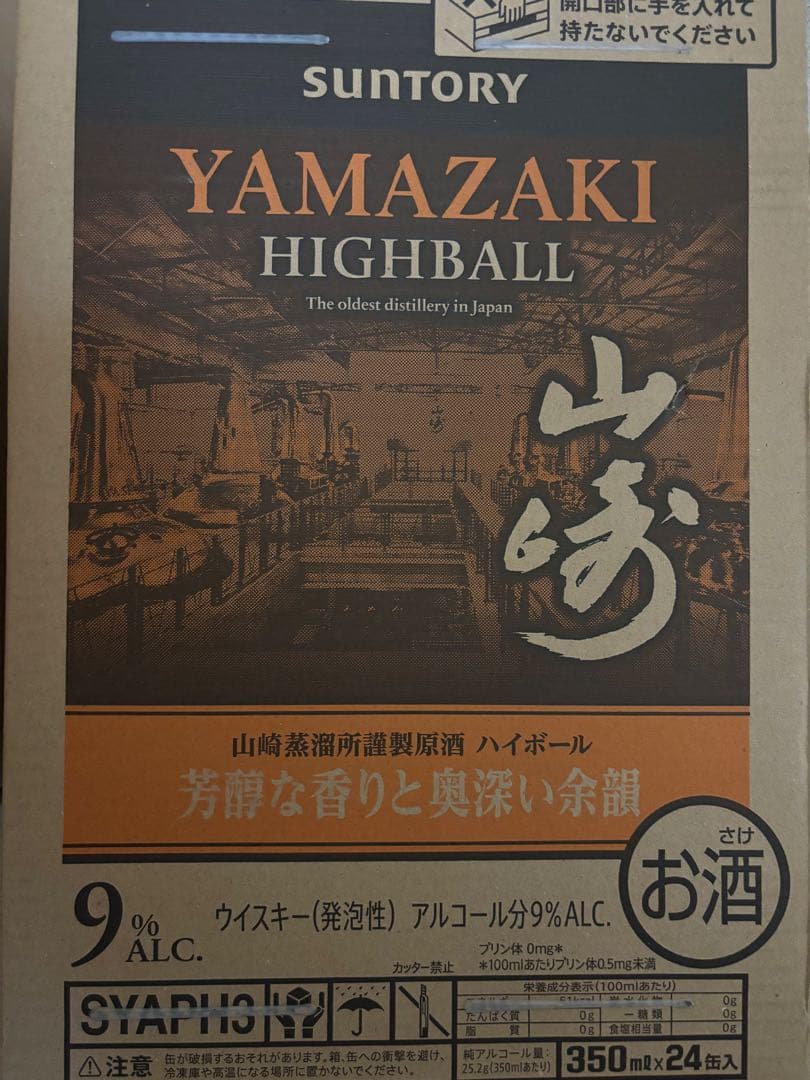 開口部に手を入れて
持たないでください
SUNTORY
YAMAZAKI
HIGHBALL
The oldest distillery in Japan
山崎
山崎
山崎蒸溜所謹製原酒 ハイボール
芳醇な香りと奥深い余韻
さけ
お酒
9%
ALC.
ウイスキー(発泡性) アルコール分9%ALC.
プリン体 0mg*
*100mlあたりプリン体0.5mg未満
カッター禁止
SYAPH3
栄養成分表示(100mlあたり)
51kcal 0g
たんぱく質 0g ー糖類 0g
脂質 0g 食塩相当量 0g
注意 缶が破損するおそれがあります。箱、缶への衝撃を避け、
冷凍庫や高温になる場所に置かないでください。
純アルコール量:
25.2g(350mlあたり)
350ml×24缶入